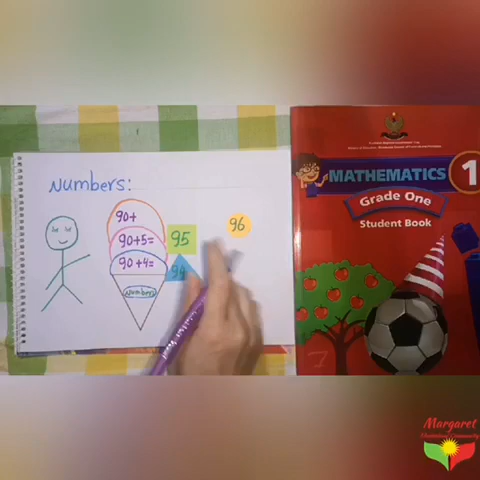 Numbers:
90+
90+5= 95
90+4= 94
Numbers
96
MATHEMATICS 1
Grade One
Student Book
Margaret